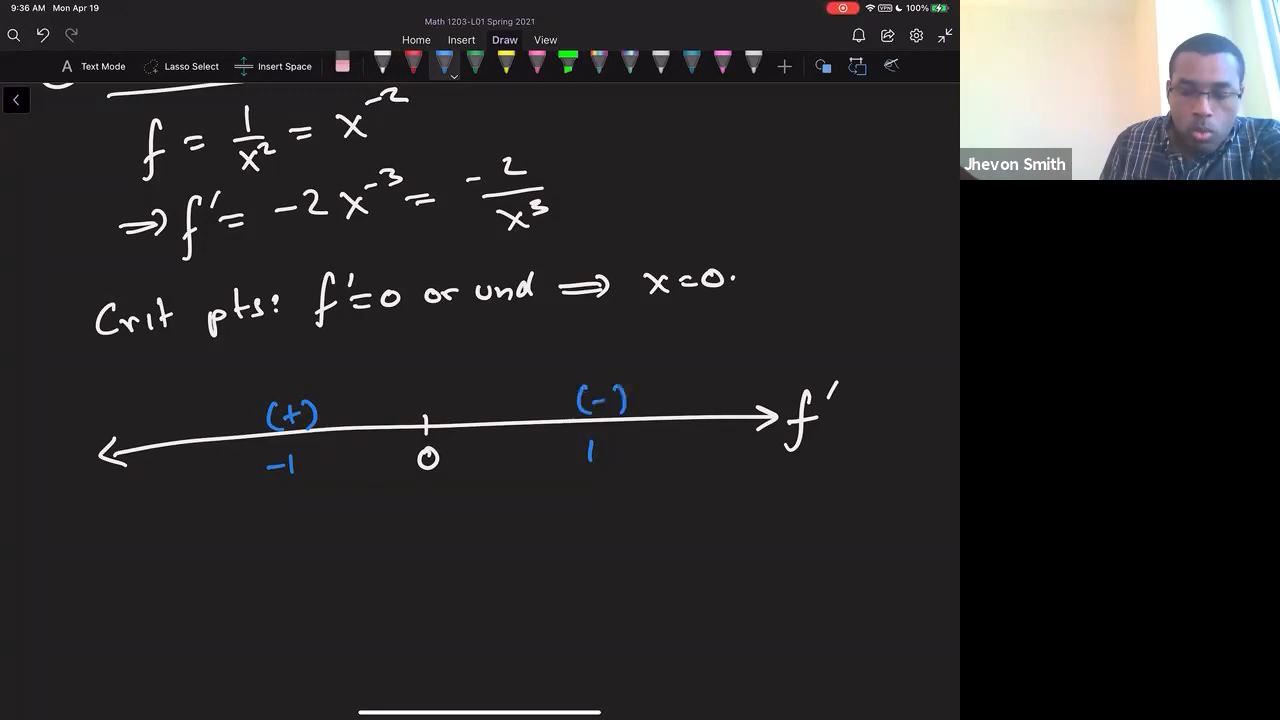 9:36 AM Mon Apr 19
100%
Math 1203-L01 Spring 2021
Home Insert Draw View
Text Mode Lasso Select Insert Space
f = 1/x² = x⁻²
⟹ f′ = -2x⁻³ = -2/x³
Crit pts: f′=0 or und ⟹ x=0.
(+) (-) f′
-1 0 1
Jhevon Smith